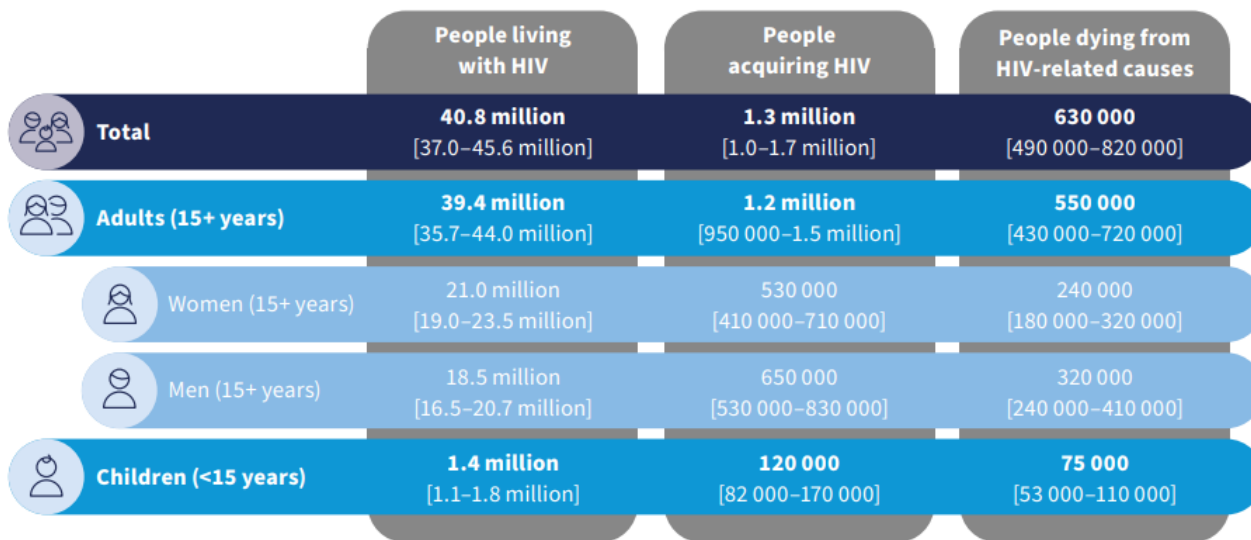 People living
with HIV
People
acquiring HIV
People dying from
HIV-related causes
Total
40.8 million
[37.0–45.6 million]
1.3 million
[1.0–1.7 million]
630 000
[490 000–820 000]
Adults (15+ years)
39.4 million
[35.7–44.0 million]
1.2 million
[950 000–1.5 million]
550 000
[430 000–720 000]
Women (15+ years)
21.0 million
[19.0–23.5 million]
530 000
[410 000–710 000]
240 000
[180 000–320 000]
Men (15+ years)
18.5 million
[16.5–20.7 million]
650 000
[530 000–830 000]
320 000
[240 000–410 000]
Children (<15 years)
1.4 million
[1.1–1.8 million]
120 000
[82 000–170 000]
75 000
[53 000–110 000]